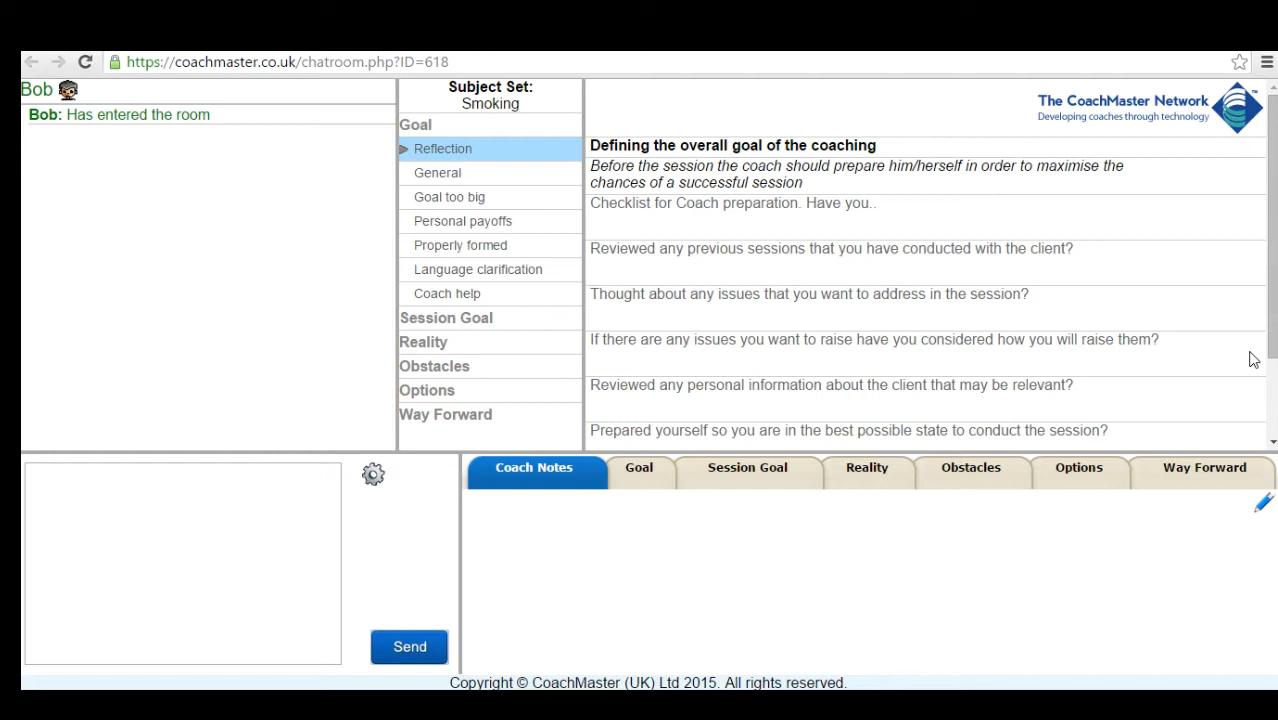 https://coachmaster.co.uk/chatroom.php?ID=618
Bob
Bob: Has entered the room
Subject Set:
Smoking
Goal
Reflection
General
Goal too big
Personal payoffs
Properly formed
Language clarification
Coach help
Session Goal
Reality
Obstacles
Options
Way Forward
The CoachMaster Network
Developing coaches through technology
TM
Defining the overall goal of the coaching
Before the session the coach should prepare him/herself in order to maximise the
chances of a successful session
Checklist for Coach preparation. Have you..
Reviewed any previous sessions that you have conducted with the client?
Thought about any issues that you want to address in the session?
If there are any issues you want to raise have you considered how you will raise them?
Reviewed any personal information about the client that may be relevant?
Prepared yourself so you are in the best possible state to conduct the session?
Send
Coach Notes
Goal
Session Goal
Reality
Obstacles
Options
Way Forward
Copyright © CoachMaster (UK) Ltd 2015. All rights reserved.